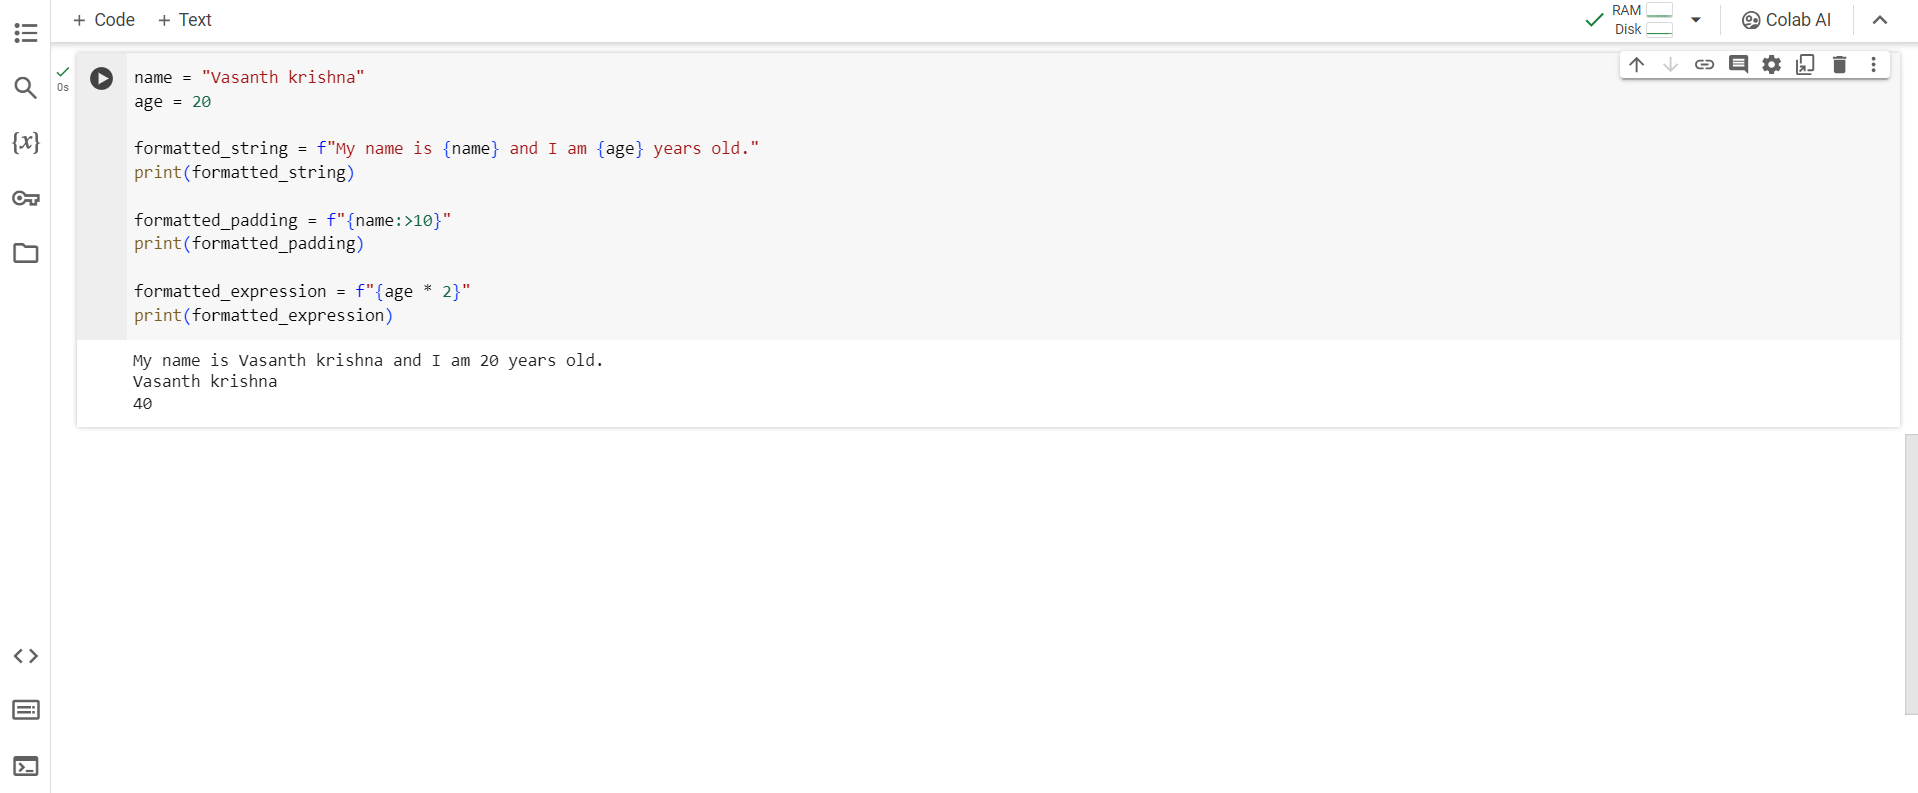 + Code + Text
RAM
Disk
Colab AI
{x}
0s
name = "Vasanth krishna"
age = 20
formatted_string = f"My name is {name} and I am {age} years old."
print(formatted_string)
formatted_padding = f"{name:>10}"
print(formatted_padding)
formatted_expression = f"{age * 2}"
print(formatted_expression)
My name is Vasanth krishna and I am 20 years old.
Vasanth krishna
40